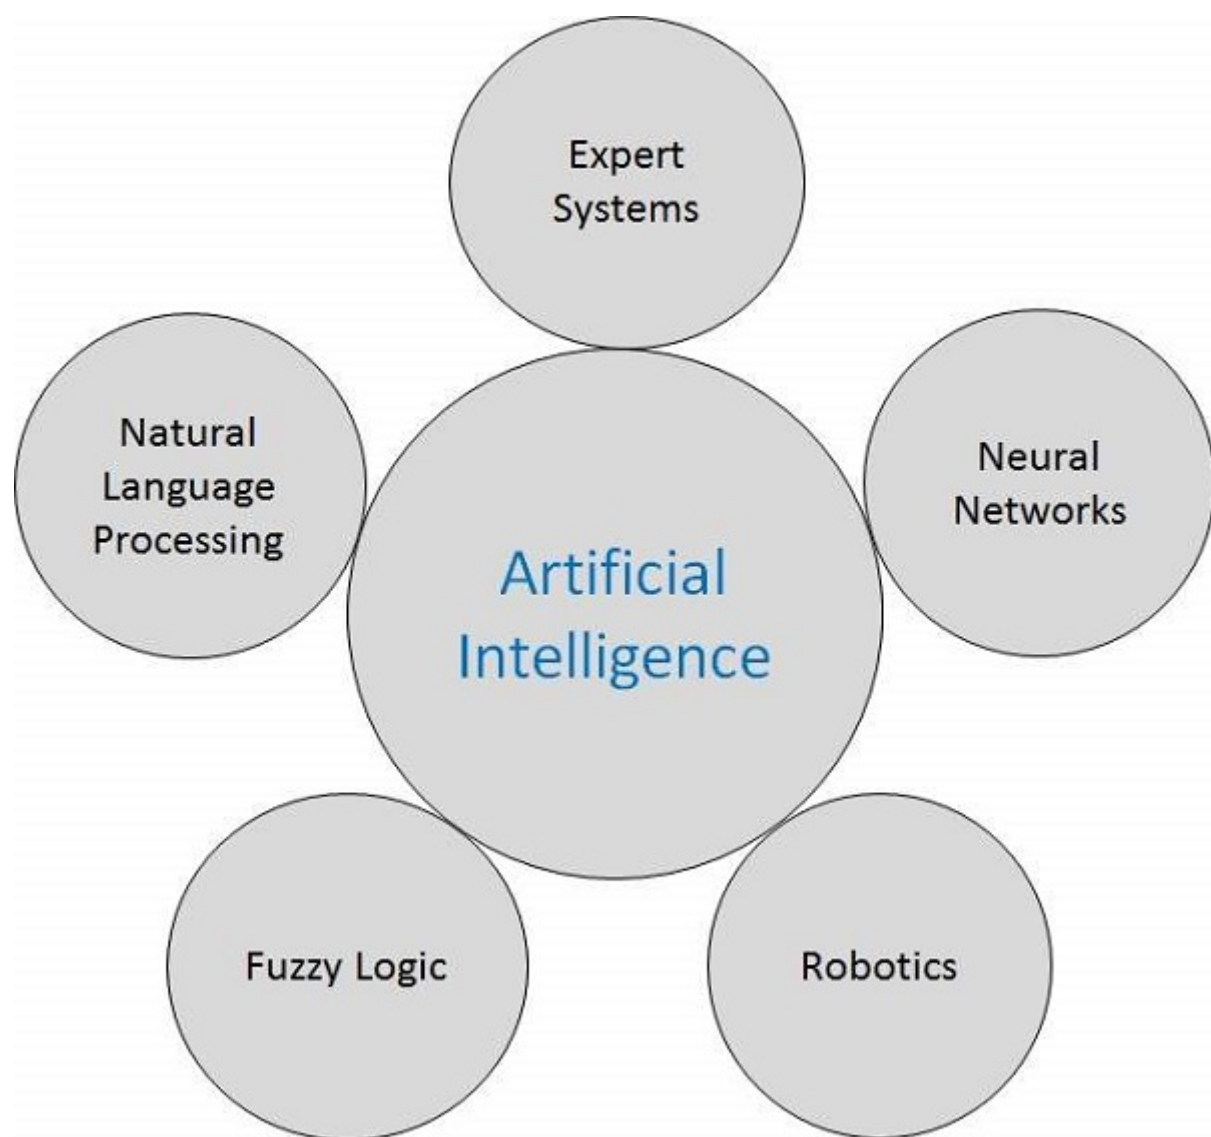 Expert
Systems
Natural
Language
Processing
Neural
Networks
Artificial
Intelligence
Fuzzy Logic
Robotics